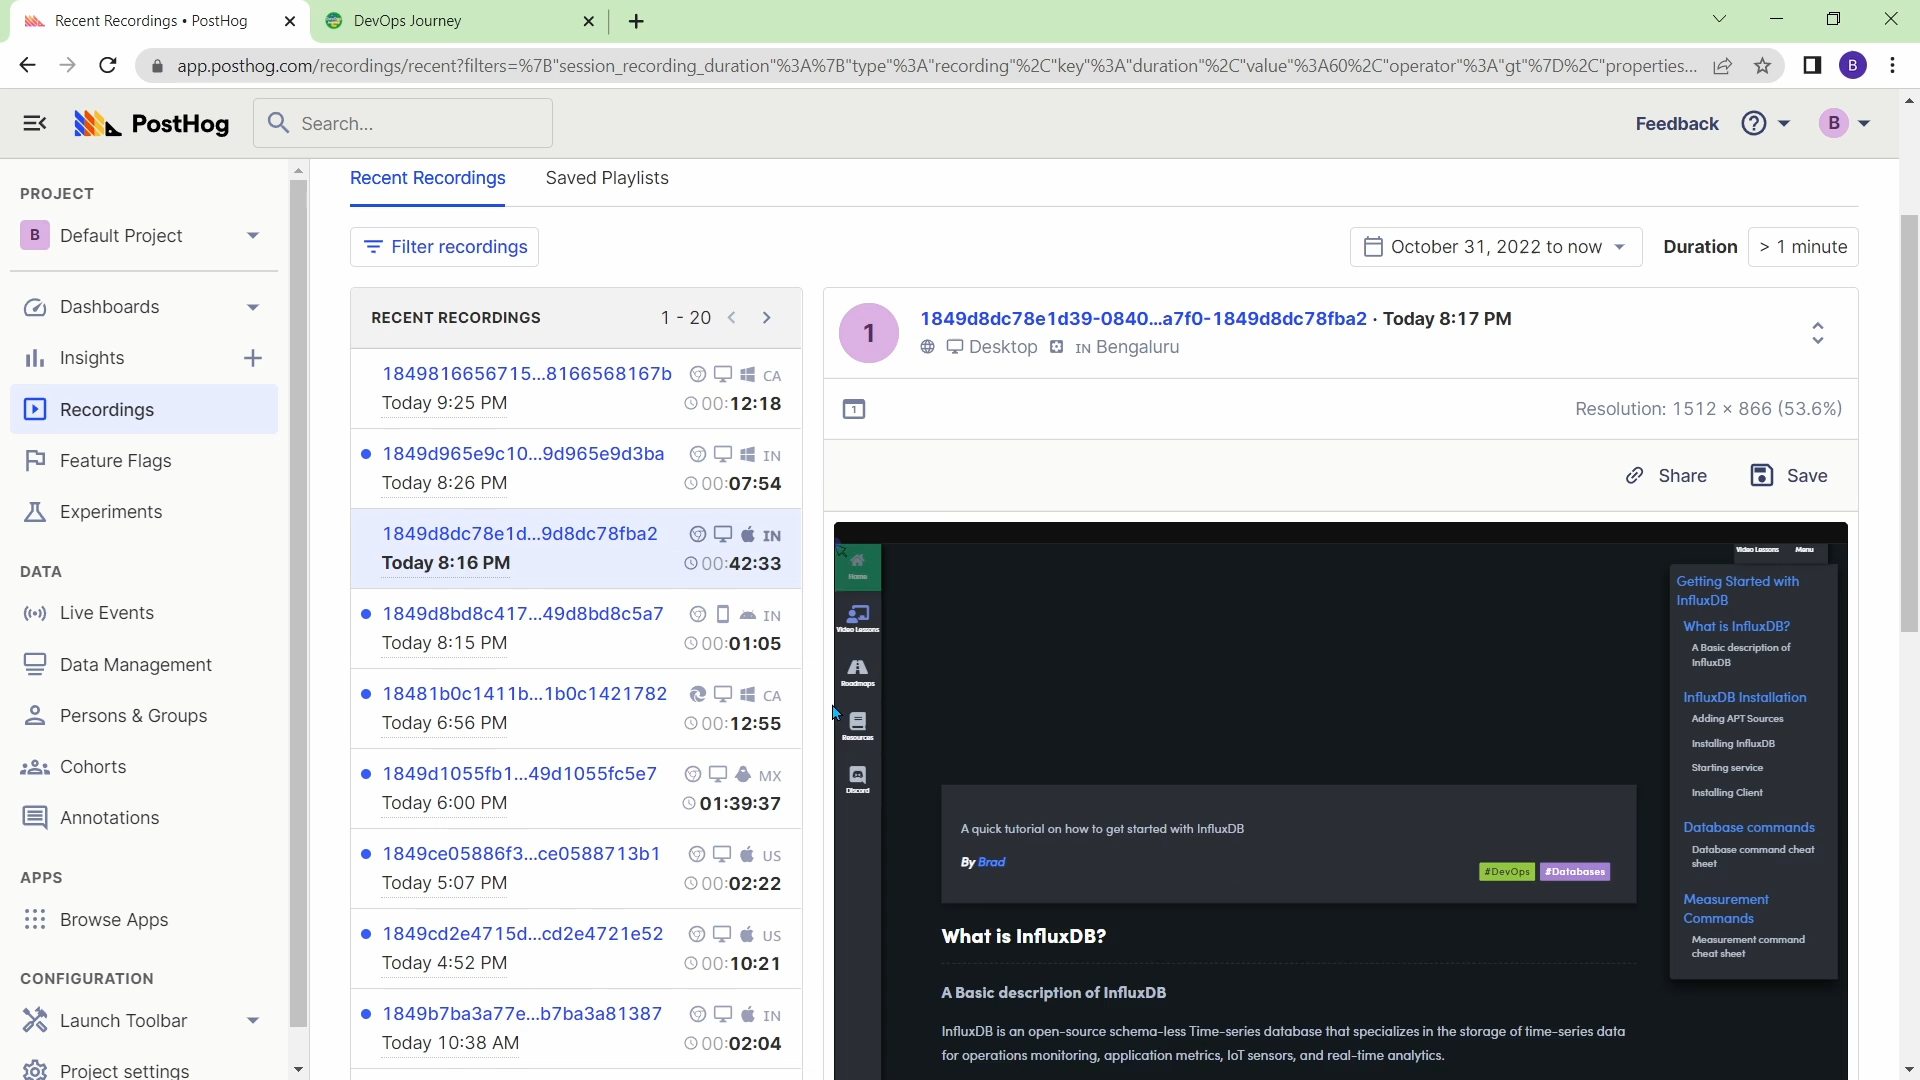 Recent Recordings • PostHog
DevOps Journey
app.posthog.com/recordings/recent?filters=%7B"session_recording_duration"%3A%7B"type"%3A"recording"%2C"key"%3A"duration"%2C"value"%3A60%2C"operator"%3A"gt"%7D%2C"properties...
B
PostHog
Search...
Feedback
B
PROJECT
B Default Project
Dashboards
Insights
Recordings
Feature Flags
Experiments
DATA
Live Events
Data Management
Persons & Groups
Cohorts
Annotations
APPS
Browse Apps
CONFIGURATION
Launch Toolbar
Project settings
Recent Recordings Saved Playlists
Filter recordings
October 31, 2022 to now Duration > 1 minute
RECENT RECORDINGS 1 - 20
1849816656715...8166568167b CA
Today 9:25 PM 00:12:18
1849d965e9c10...9d965e9d3ba IN
Today 8:26 PM 00:07:54
1849d8dc78e1d...9d8dc78fba2 IN
Today 8:16 PM 00:42:33
1849d8bd8c417...49d8bd8c5a7 IN
Today 8:15 PM 00:01:05
18481b0c1411b...1b0c1421782 CA
Today 6:56 PM 00:12:55
1849d1055fb1...49d1055fc5e7 MX
Today 6:00 PM 01:39:37
1849ce05886f3...ce0588713b1 US
Today 5:07 PM 00:02:22
1849cd2e4715d...cd2e4721e52 US
Today 4:52 PM 00:10:21
1849b7ba3a77e...b7ba3a81387 IN
Today 10:38 AM 00:02:04
1
1849d8dc78e1d39-0840...a7f0-1849d8dc78fba2 · Today 8:17 PM
Desktop IN Bengaluru
1
Resolution: 1512 × 866 (53.6%)
Share Save
Home
Video Lessons
Roadmaps
Resources
Discord
Video Lessons Menu
Getting Started with
InfluxDB
What is InfluxDB?
A Basic description of
InfluxDB
InfluxDB Installation
Adding APT Sources
Installing InfluxDB
Starting service
Installing Client
Database commands
Database command cheat
sheet
Measurement
Commands
Measurement command
cheat sheet
A quick tutorial on how to get started with InfluxDB
By Brad
#DevOps #Databases
What is InfluxDB?
A Basic description of InfluxDB
InfluxDB is an open-source schema-less Time-series database that specializes in the storage of time-series data
for operations monitoring, application metrics, IoT sensors, and real-time analytics.